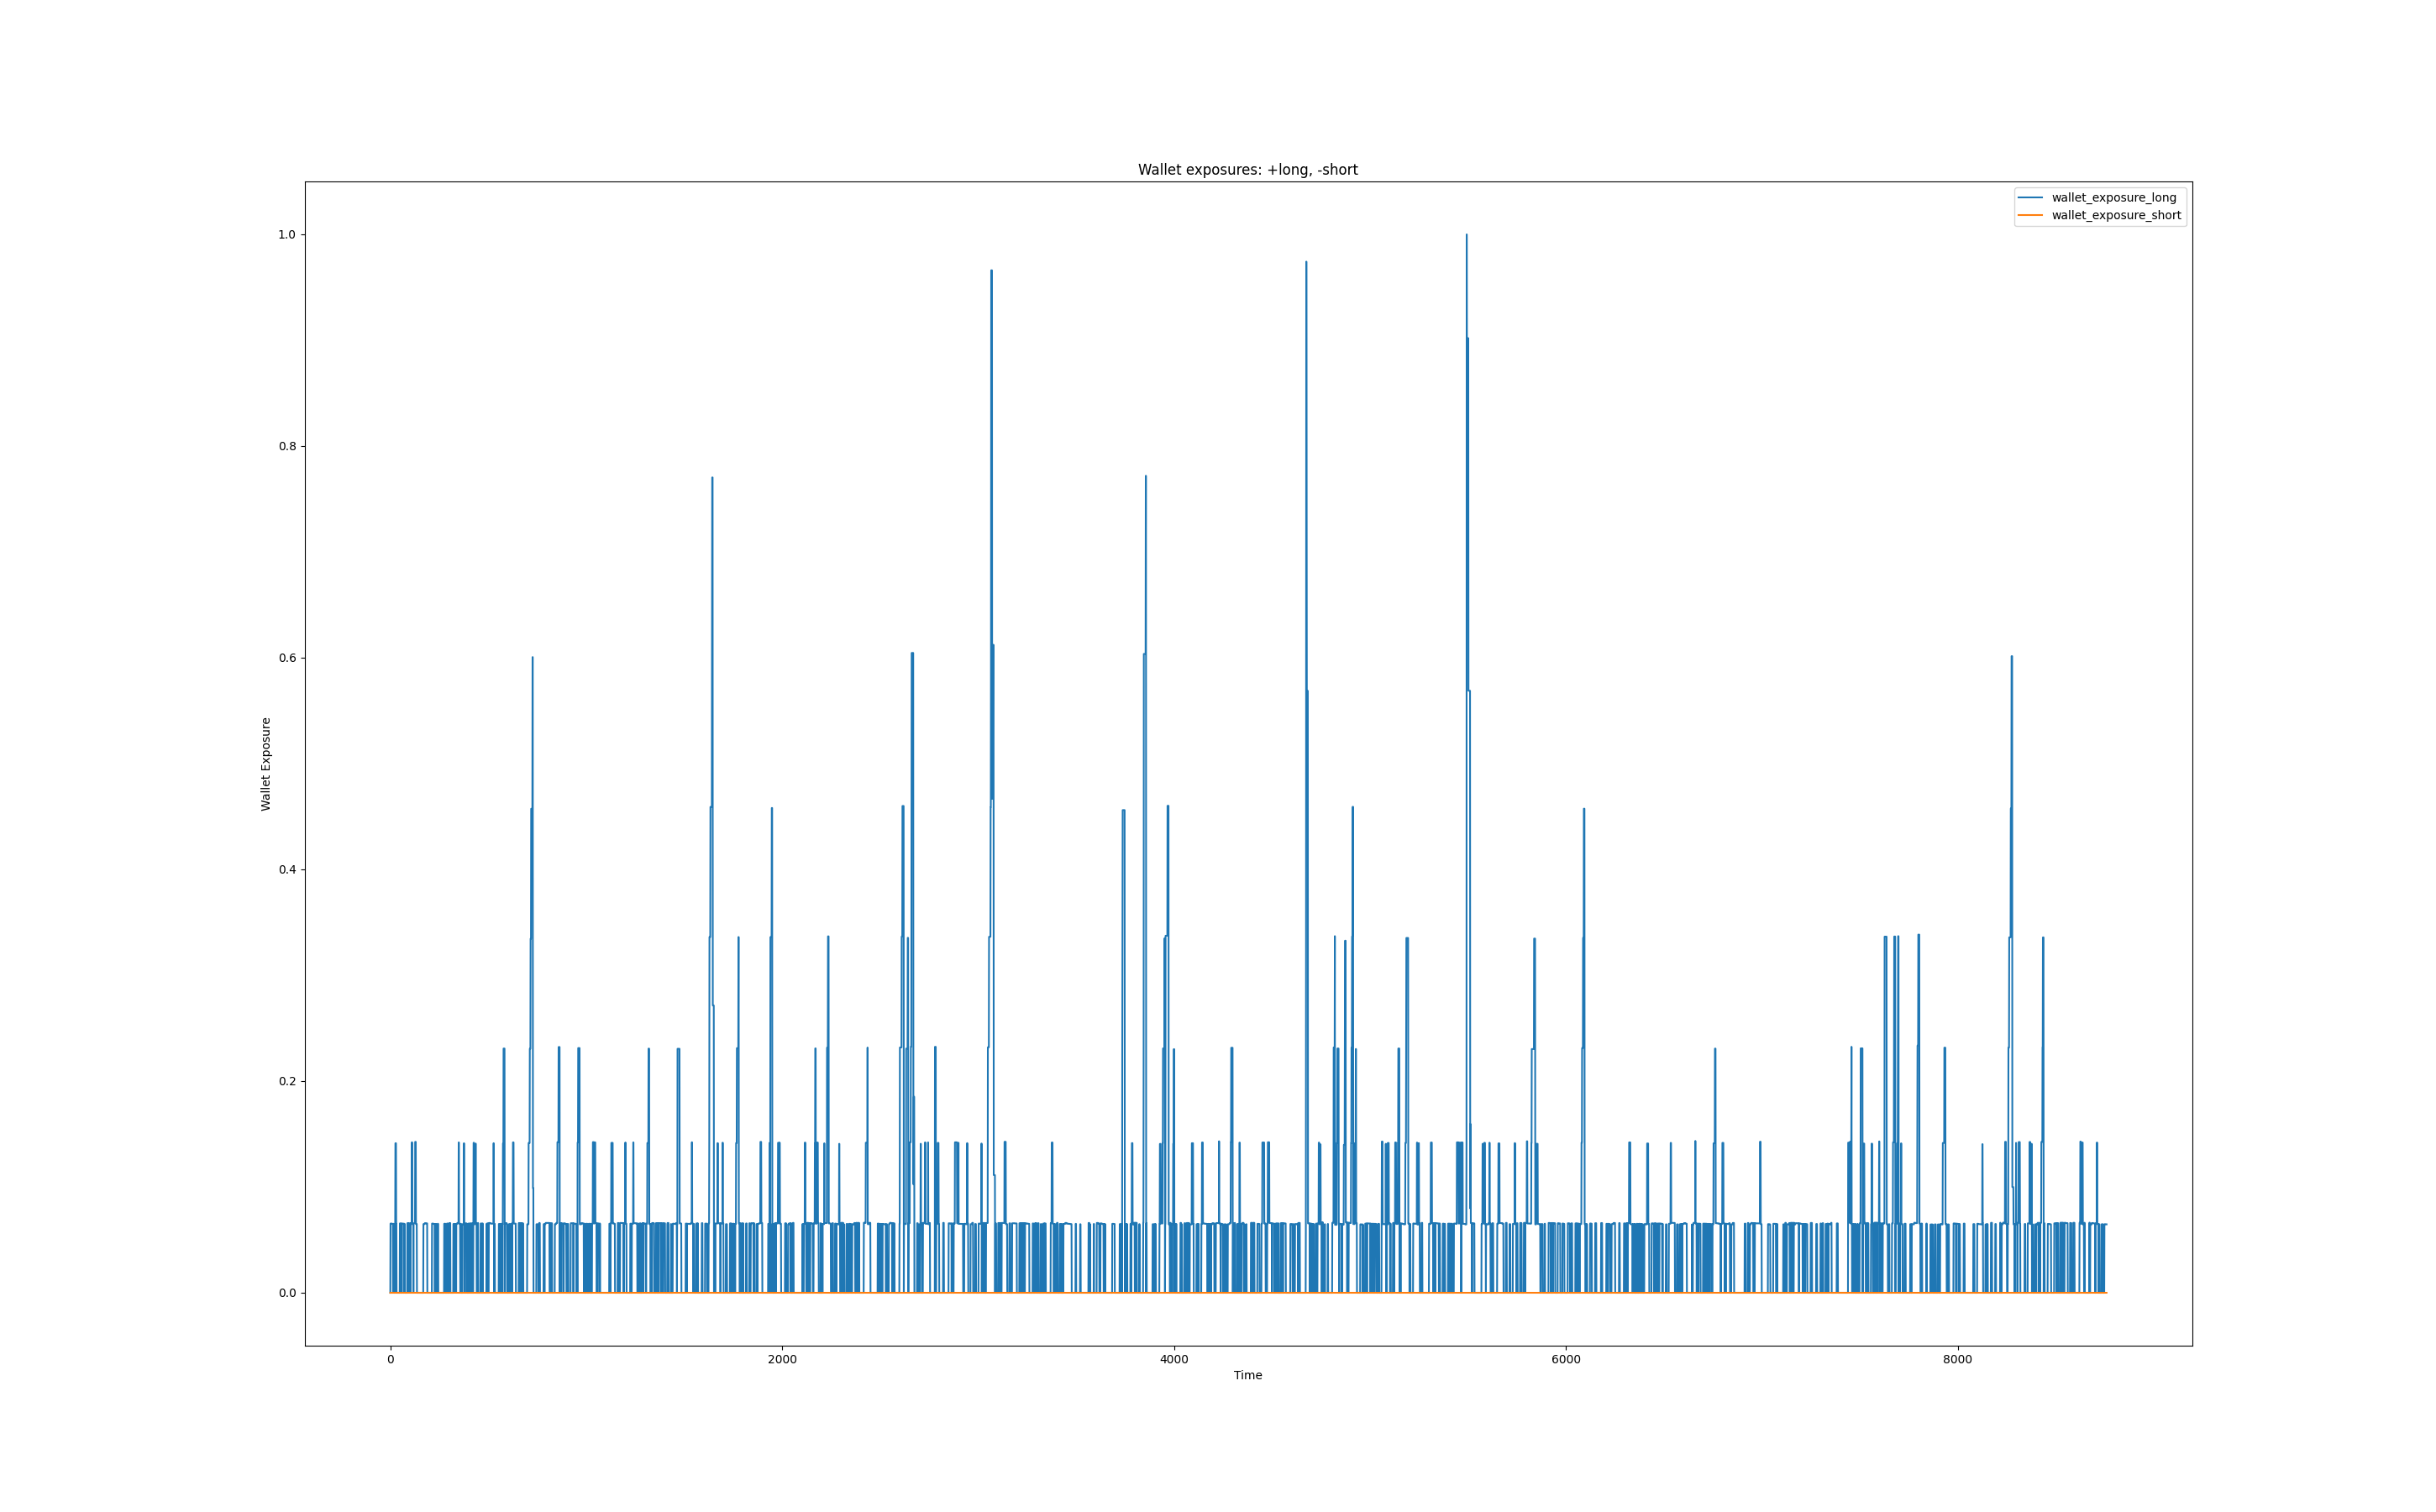 Wallet exposures: +long, -short
wallet_exposure_long
wallet_exposure_short
1.0
0.8
0.6
0.4
0.2
0.0
Wallet Exposure
0 2000 4000 6000 8000
Time